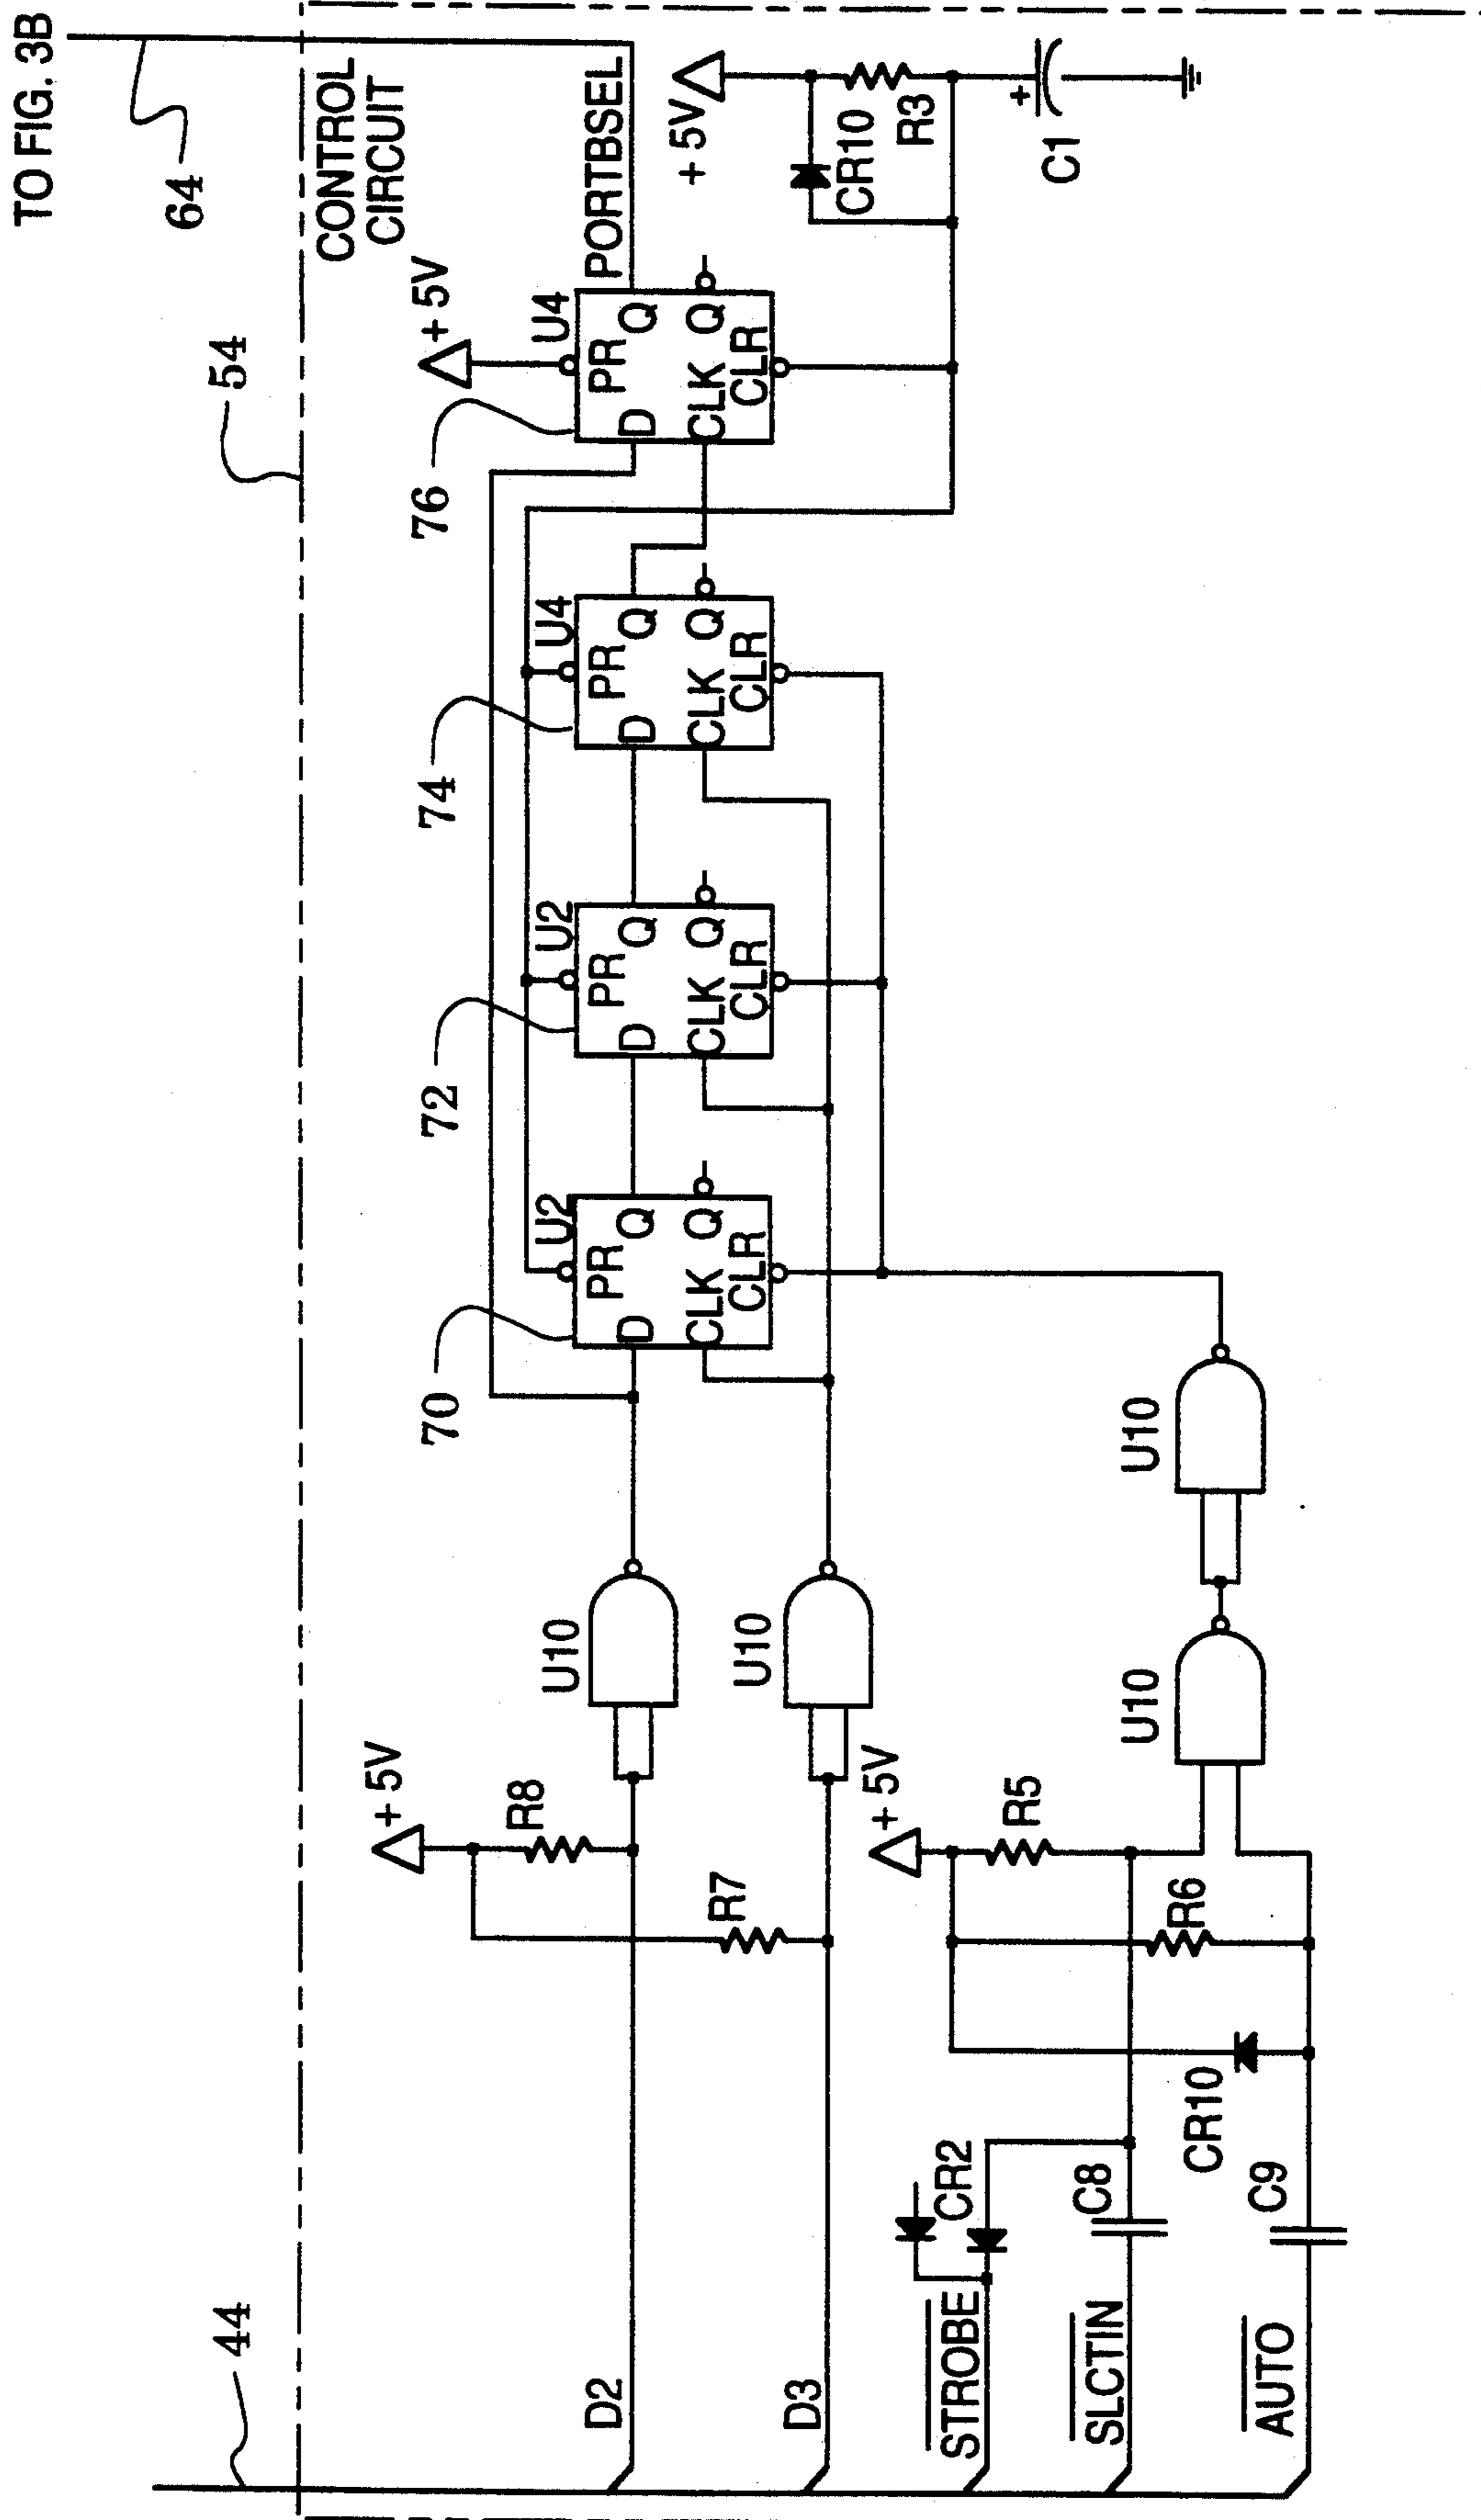 TO FIG. 3B
64
54
44
CONTROL
CIRCUIT
+5V
PORTBSEL
+5V
CR10
R3
+
C1
76
U4
PR
D
Q
CLK
Q
CLR
74
U4
PR
D
Q
CLK
Q
CLR
72
U2
PR
D
Q
CLK
Q
CLR
70
U2
PR
D
Q
CLK
Q
CLR
U10
U10
U10
U10
+5V
R8
R7
+5V
R5
R6
CR10
CR2
C8
C9
D2
D3
STROBE
SLCTIN
AUTO